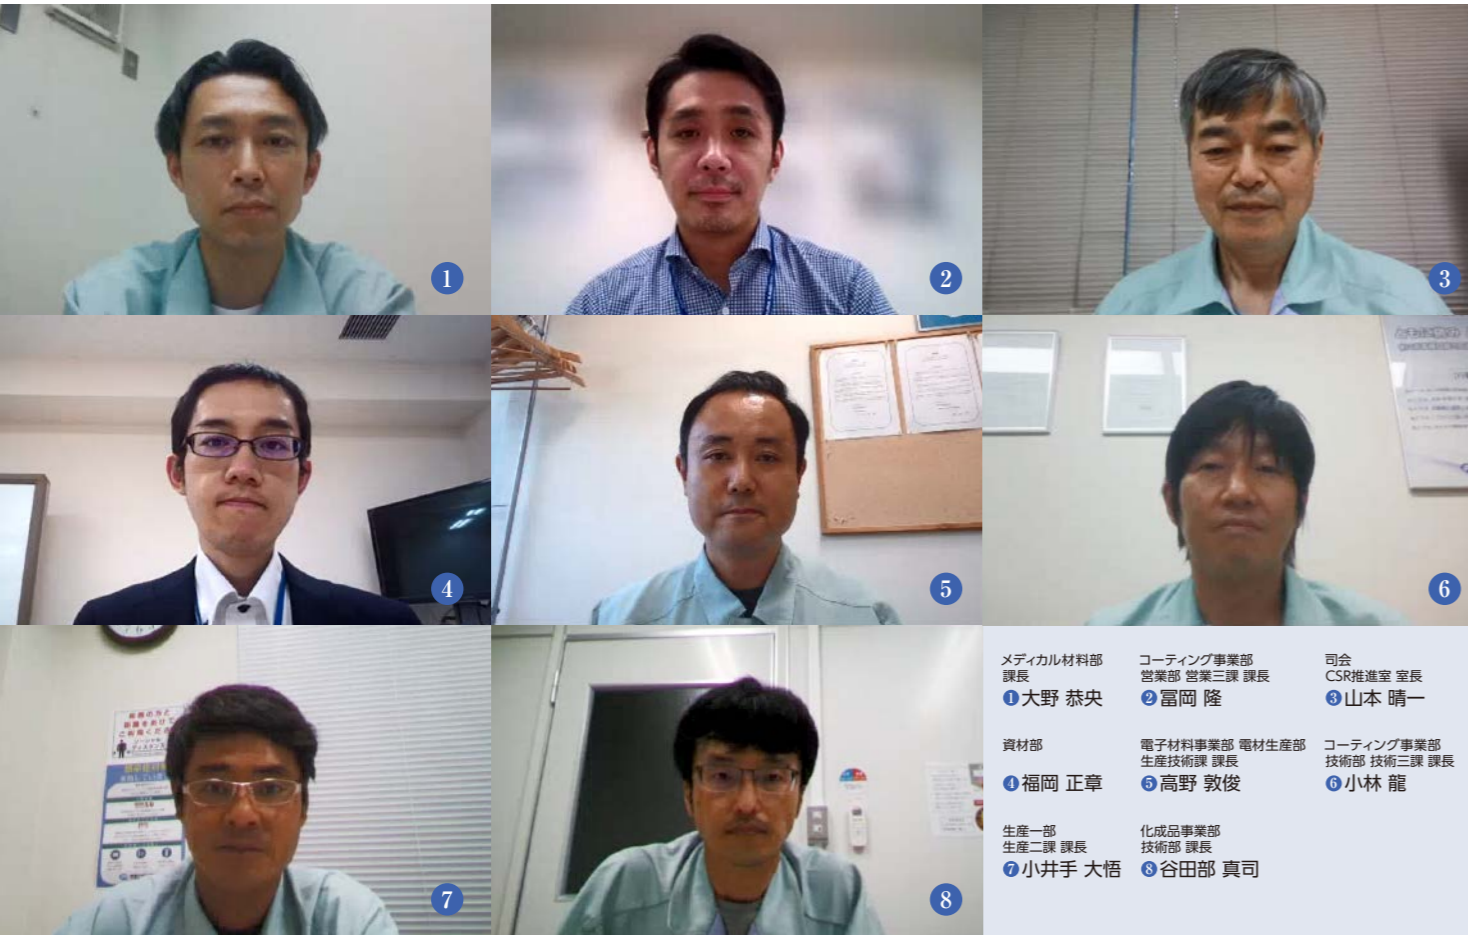 1
2
3
4
5
6
7
8
メディカル材料部
課長
❶大野 恭央
コーティング事業部
営業部 営業三課 課長
❷冨岡 隆
司会
CSR推進室 室長
❸山本 晴一
資材部
❹福岡 正章
電子材料事業部 電材生産部
生産技術課 課長
❺高野 敦俊
コーティング事業部
技術部 技術三課 課長
❻小林 龍
生産一部
生産二課 課長
❼小井手 大悟
化成品事業部
技術部 課長
❽谷田部 真司